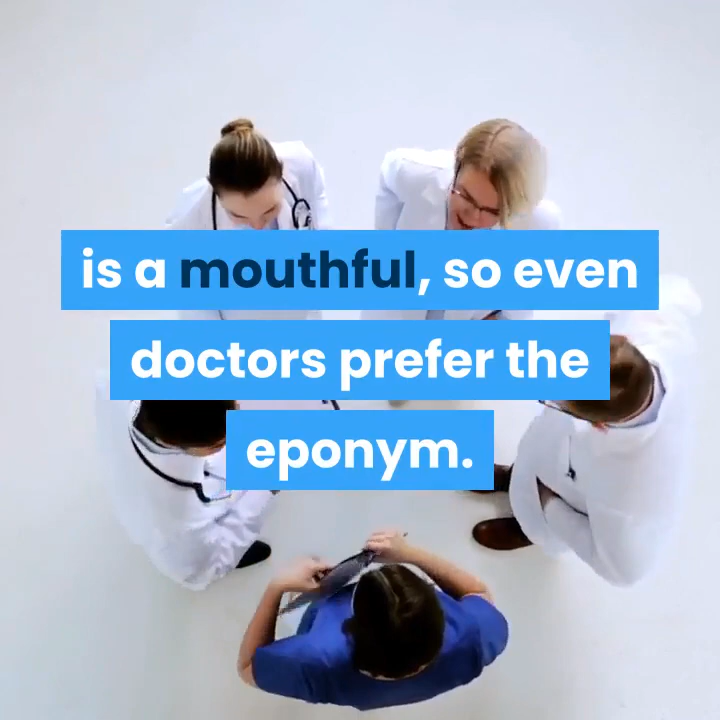 is a mouthful, so even
doctors prefer the
eponym.